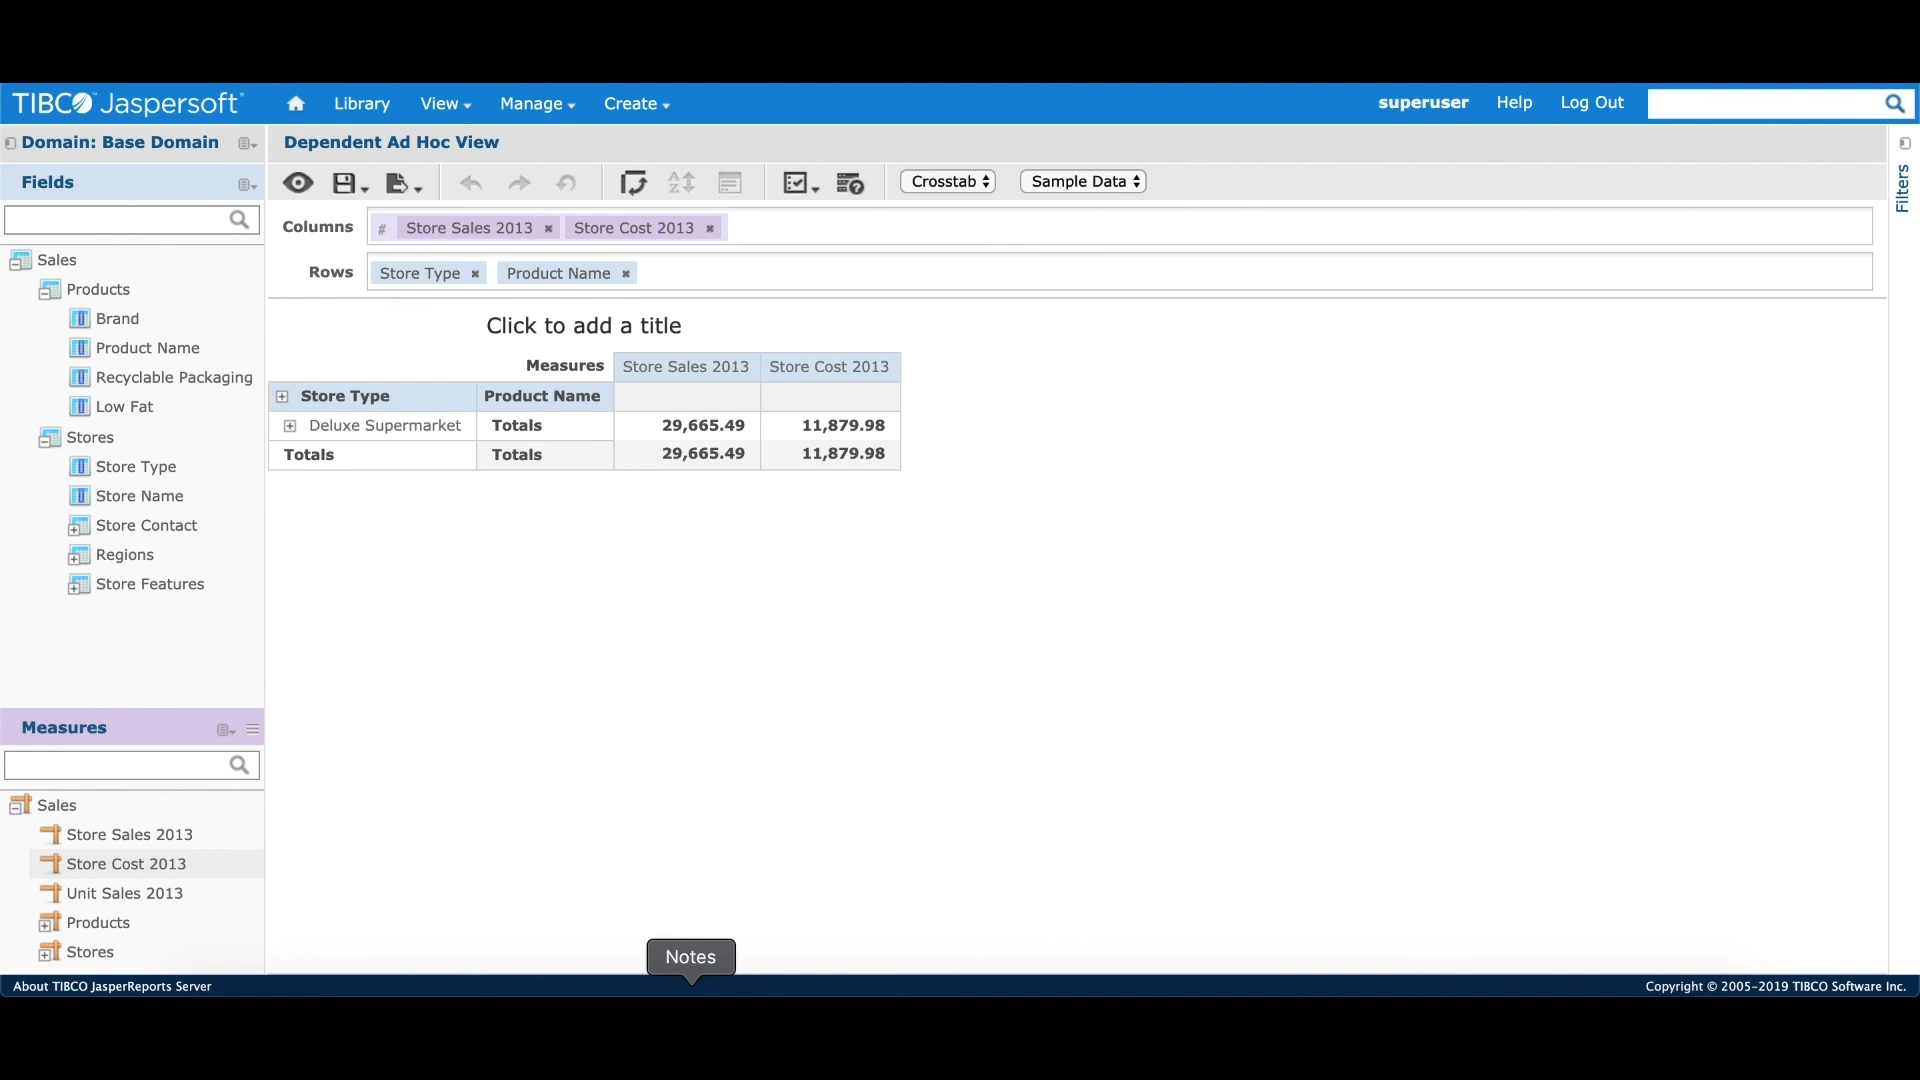 TIBCO Jaspersoft Library View Manage Create superuser Help Log Out
Domain: Base Domain
Dependent Ad Hoc View
Fields
Crosstab
Sample Data
Filters
Columns # Store Sales 2013 × Store Cost 2013 ×
Rows Store Type × Product Name ×
Sales
Products
Brand
Product Name
Recyclable Packaging
Low Fat
Stores
Store Type
Store Name
Store Contact
Regions
Store Features
Click to add a title
Measures Store Sales 2013 Store Cost 2013
Store Type Product Name
Deluxe Supermarket Totals 29,665.49 11,879.98
Totals Totals 29,665.49 11,879.98
Measures
Sales
Store Sales 2013
Store Cost 2013
Unit Sales 2013
Products
Stores
Notes
About TIBCO JasperReports Server
Copyright © 2005-2019 TIBCO Software Inc.